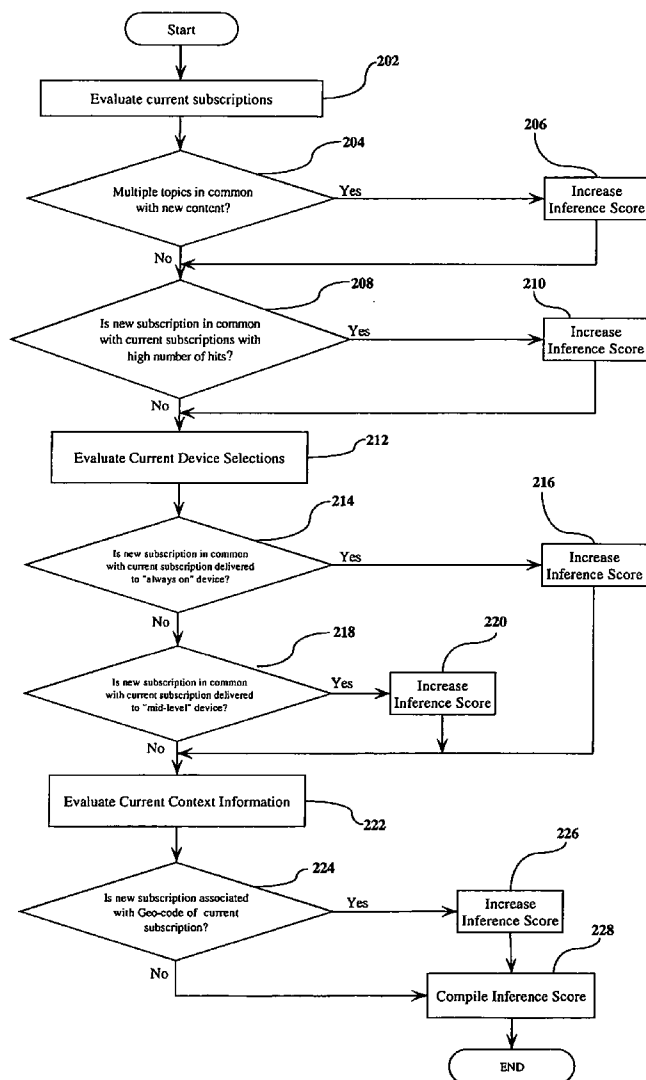 Start
202
Evaluate current subscriptions
204
206
Multiple topics in common
with new content?
Yes
Increase
Inference Score
No
208
210
Is new subscription in common
with current subscriptions with
high number of hits?
Yes
Increase
Inference Score
No
Evaluate Current Device Selections
212
214
216
Is new subscription in common
with current subscription delivered
to "always on" device?
Yes
Increase
Inference Score
No
218
220
Is new subscription in common
with current subscription delivered
to "mid-level" device?
Yes
Increase
Inference Score
No
Evaluate Current Context Information
222
224
226
Is new subscription associated
with Geo-code of current
subscription?
Yes
Increase
Inference Score
228
No
Compile Inference Score
END